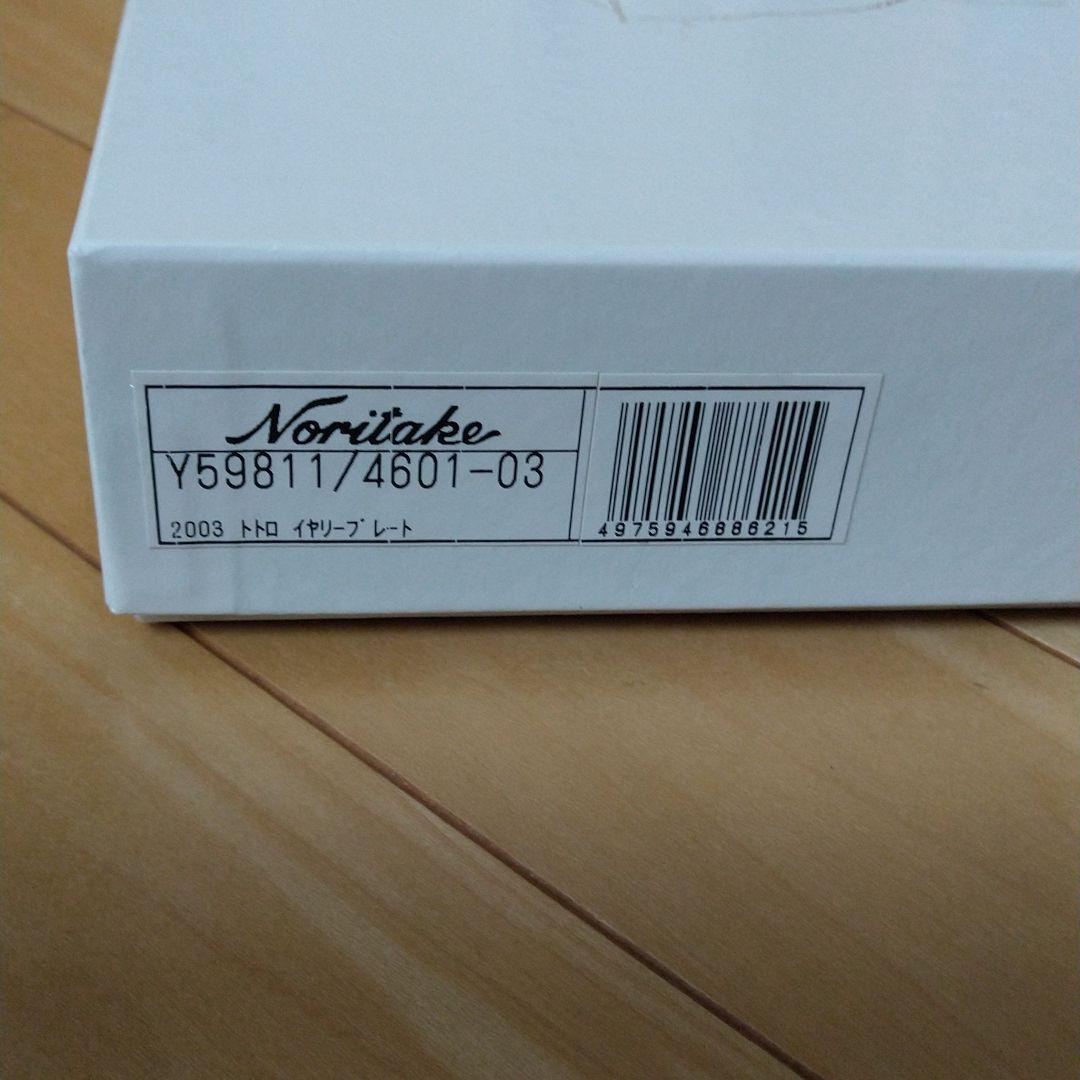 Noritake
Y59811/4601-03
2003 ﾄﾄﾛ ｲﾔﾘｰﾌﾟﾚｰﾄ
4975946886215